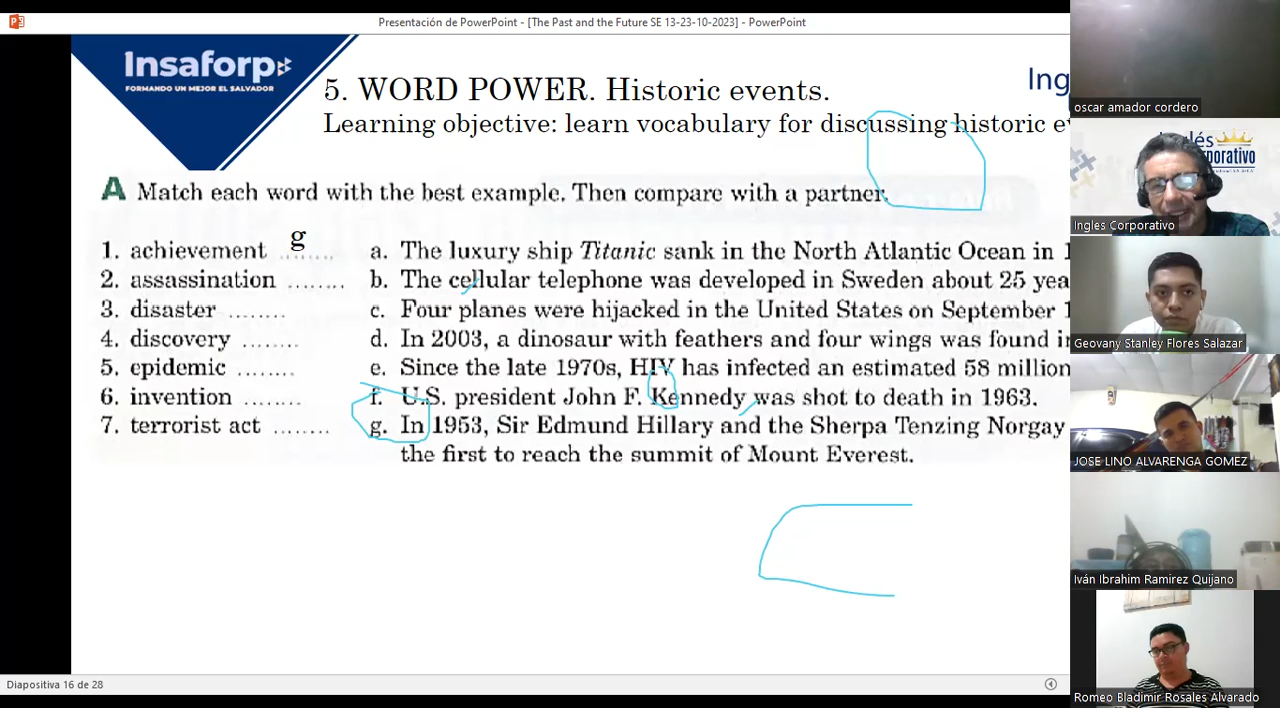 Presentación de PowerPoint - [The Past and the Future SE 13-23-10-2023] - PowerPoint
Insaforp
FORMANDO UN MEJOR EL SALVADOR
5. WORD POWER. Historic events.
Ing
Learning objective: learn vocabulary for discussing historic e
A Match each word with the best example. Then compare with a partner.
1. achievement g ........
2. assassination ........
3. disaster ........
4. discovery ........
5. epidemic ........
6. invention ........
7. terrorist act ........
a. The luxury ship Titanic sank in the North Atlantic Ocean in 1
b. The cellular telephone was developed in Sweden about 25 yea
c. Four planes were hijacked in the United States on September 1
d. In 2003, a dinosaur with feathers and four wings was found i
e. Since the late 1970s, HIV has infected an estimated 58 million
f. U.S. president John F. Kennedy was shot to death in 1963.
g. In 1953, Sir Edmund Hillary and the Sherpa Tenzing Norgay
the first to reach the summit of Mount Everest.
Diapositiva 16 de 28
oscar amador cordero
Inglés
Corporativo
Ingles Corporativo
Geovany Stanley Flores Salazar
JOSE LINO ALVARENGA GOMEZ
Iván Ibrahim Ramirez Quijano
Romeo Bladimir Rosales Alvarado